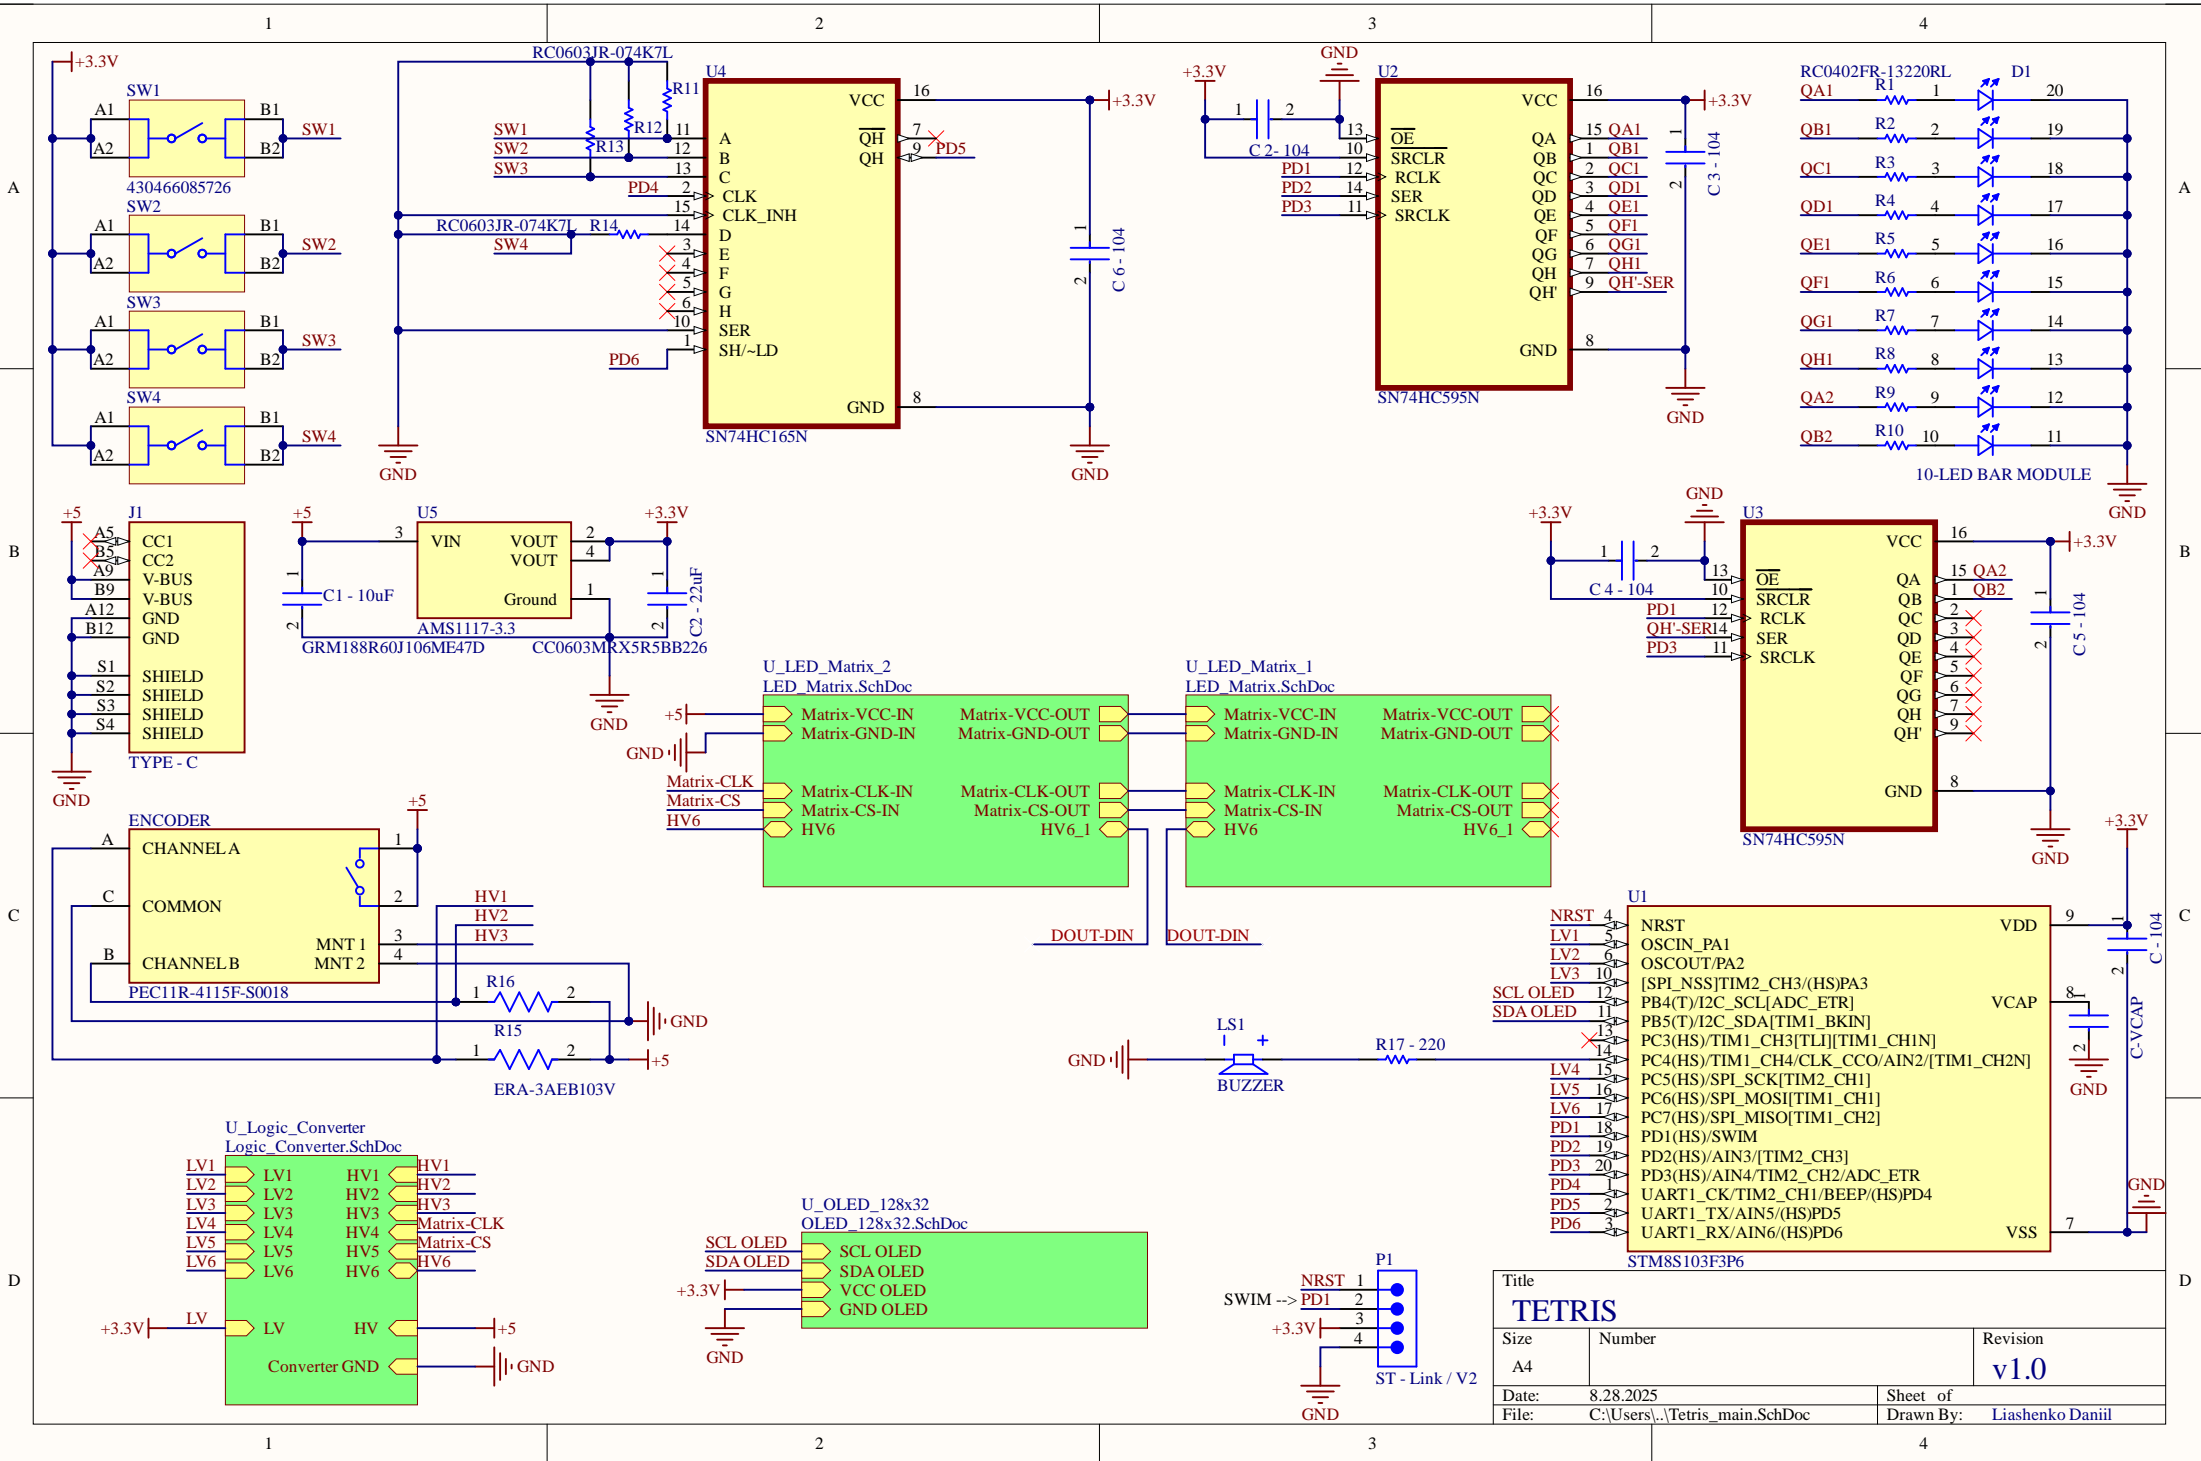 1 2 3 4
A
B
C
D
+3.3V
SW1
A1 B1
A2 B2
SW1
430466085726
SW2
A1 B1
A2 B2
SW2
SW3
A1 B1
A2 B2
SW3
SW4
A1 B1
A2 B2
SW4
RC0603JR-074K7L
R11
R12
R13
RC0603JR-074K7L R14
GND
U4
SW1 11 A
SW2 12 B
SW3 13 C
PD4 2 CLK
15 CLK_INH
14 D
SW4
3 E
4 F
5 G
6 H
10 SER
PD6 1 SH/~LD
VCC 16
QH 7
QH 9 PD5
GND 8
SN74HC165N
+3.3V
1 C 6 - 104 2
GND
+3.3V
GND
1 2
C 2- 104
U2
13 OE
10 SRCLR
PD1 12 RCLK
PD2 14 SER
PD3 11 SRCLK
VCC 16
QA 15 QA1
QB 1 QB1
QC 2 QC1
QD 3 QD1
QE 4 QE1
QF 5 QF1
QG 6 QG1
QH 7 QH1
QH' 9 QH'-SER
GND 8
SN74HC595N
+3.3V
1 C 3 - 104 2
GND
RC0402FR-13220RL D1
QA1 R1 1 20
QB1 R2 2 19
QC1 R3 3 18
QD1 R4 4 17
QE1 R5 5 16
QF1 R6 6 15
QG1 R7 7 14
QH1 R8 8 13
QA2 R9 9 12
QB2 R10 10 11
10-LED BAR MODULE
GND
+5
J1
A5 CC1
B5 CC2
A9 V-BUS
B9 V-BUS
A12 GND
B12 GND
S1 SHIELD
S2 SHIELD
S3 SHIELD
S4 SHIELD
TYPE - C
GND
+5
U5
3 VIN VOUT 2
VOUT 4
Ground 1
AMS1117-3.3
+3.3V
1 C1 - 10uF 2
GRM188R60J106ME47D
1 C2 - 22uF 2
CC0603MRX5R5BB226
GND
+3.3V
GND
1 2
C 4 - 104
U3
13 OE
10 SRCLR
PD1 12 RCLK
QH'-SER 14 SER
PD3 11 SRCLK
VCC 16
QA 15 QA2
QB 1 QB2
QC 2
QD 3
QE 4
QF 5
QG 6
QH 7
QH' 9
GND 8
SN74HC595N
+3.3V
1 C 5 - 104 2
GND
U_LED_Matrix_2
LED_Matrix.SchDoc
+5 Matrix-VCC-IN Matrix-VCC-OUT
GND Matrix-GND-IN Matrix-GND-OUT
Matrix-CLK Matrix-CLK-IN Matrix-CLK-OUT
Matrix-CS Matrix-CS-IN Matrix-CS-OUT
HV6 HV6 HV6_1
U_LED_Matrix_1
LED_Matrix.SchDoc
Matrix-VCC-IN Matrix-VCC-OUT
Matrix-GND-IN Matrix-GND-OUT
Matrix-CLK-IN Matrix-CLK-OUT
Matrix-CS-IN Matrix-CS-OUT
HV6 HV6_1
DOUT-DIN DOUT-DIN
ENCODER
+5
A CHANNEL A 1
C COMMON 2
MNT 1 3
B CHANNEL B MNT 2 4
PEC11R-4115F-S0018
HV1
HV2
HV3
R16
1 2
GND
R15
1 2
+5
ERA-3AEB103V
GND
LS1
+
BUZZER
R17 - 220
U1
NRST 4 NRST
LV1 5 OSCIN_PA1
LV2 6 OSCOUT/PA2
LV3 10 [SPI_NSS]TIM2_CH3/(HS)PA3
SCL OLED 12 PB4(T)/I2C_SCL[ADC_ETR]
SDA OLED 11 PB5(T)/I2C_SDA[TIM1_BKIN]
13 PC3(HS)/TIM1_CH3[TLI][TIM1_CH1N]
14 PC4(HS)/TIM1_CH4/CLK_CCO/AIN2/[TIM1_CH2N]
LV4 15 PC5(HS)/SPI_SCK[TIM2_CH1]
LV5 16 PC6(HS)/SPI_MOSI[TIM1_CH1]
LV6 17 PC7(HS)/SPI_MISO[TIM1_CH2]
PD1 18 PD1(HS)/SWIM
PD2 19 PD2(HS)/AIN3/[TIM2_CH3]
PD3 20 PD3(HS)/AIN4/TIM2_CH2/ADC_ETR
PD4 1 UART1_CK/TIM2_CH1/BEEP/(HS)PD4
PD5 2 UART1_TX/AIN5/(HS)PD5
PD6 3 UART1_RX/AIN6/(HS)PD6
VDD 9
VCAP 8
VSS 7
STM8S103F3P6
+3.3V
1 C - 104 2
1 C-VCAP 2
GND
GND
U_Logic_Converter
Logic_Converter.SchDoc
LV1 LV1 HV1 HV1
LV2 LV2 HV2 HV2
LV3 LV3 HV3 HV3
LV4 LV4 HV4 Matrix-CLK
LV5 LV5 HV5 Matrix-CS
LV6 LV6 HV6 HV6
+3.3V LV LV HV +5
Converter GND GND
U_OLED_128x32
OLED_128x32.SchDoc
SCL OLED SCL OLED
SDA OLED SDA OLED
+3.3V VCC OLED
GND OLED
GND
P1
NRST 1
SWIM --> PD1 2
+3.3V 3
4
GND
ST - Link / V2
Title
TETRIS
Size Number Revision
A4 v1.0
Date: 8.28.2025 Sheet of
File: C:\Users\..\Tetris_main.SchDoc Drawn By: Liashenko Daniil
A
B
C
D
1 2 3 4